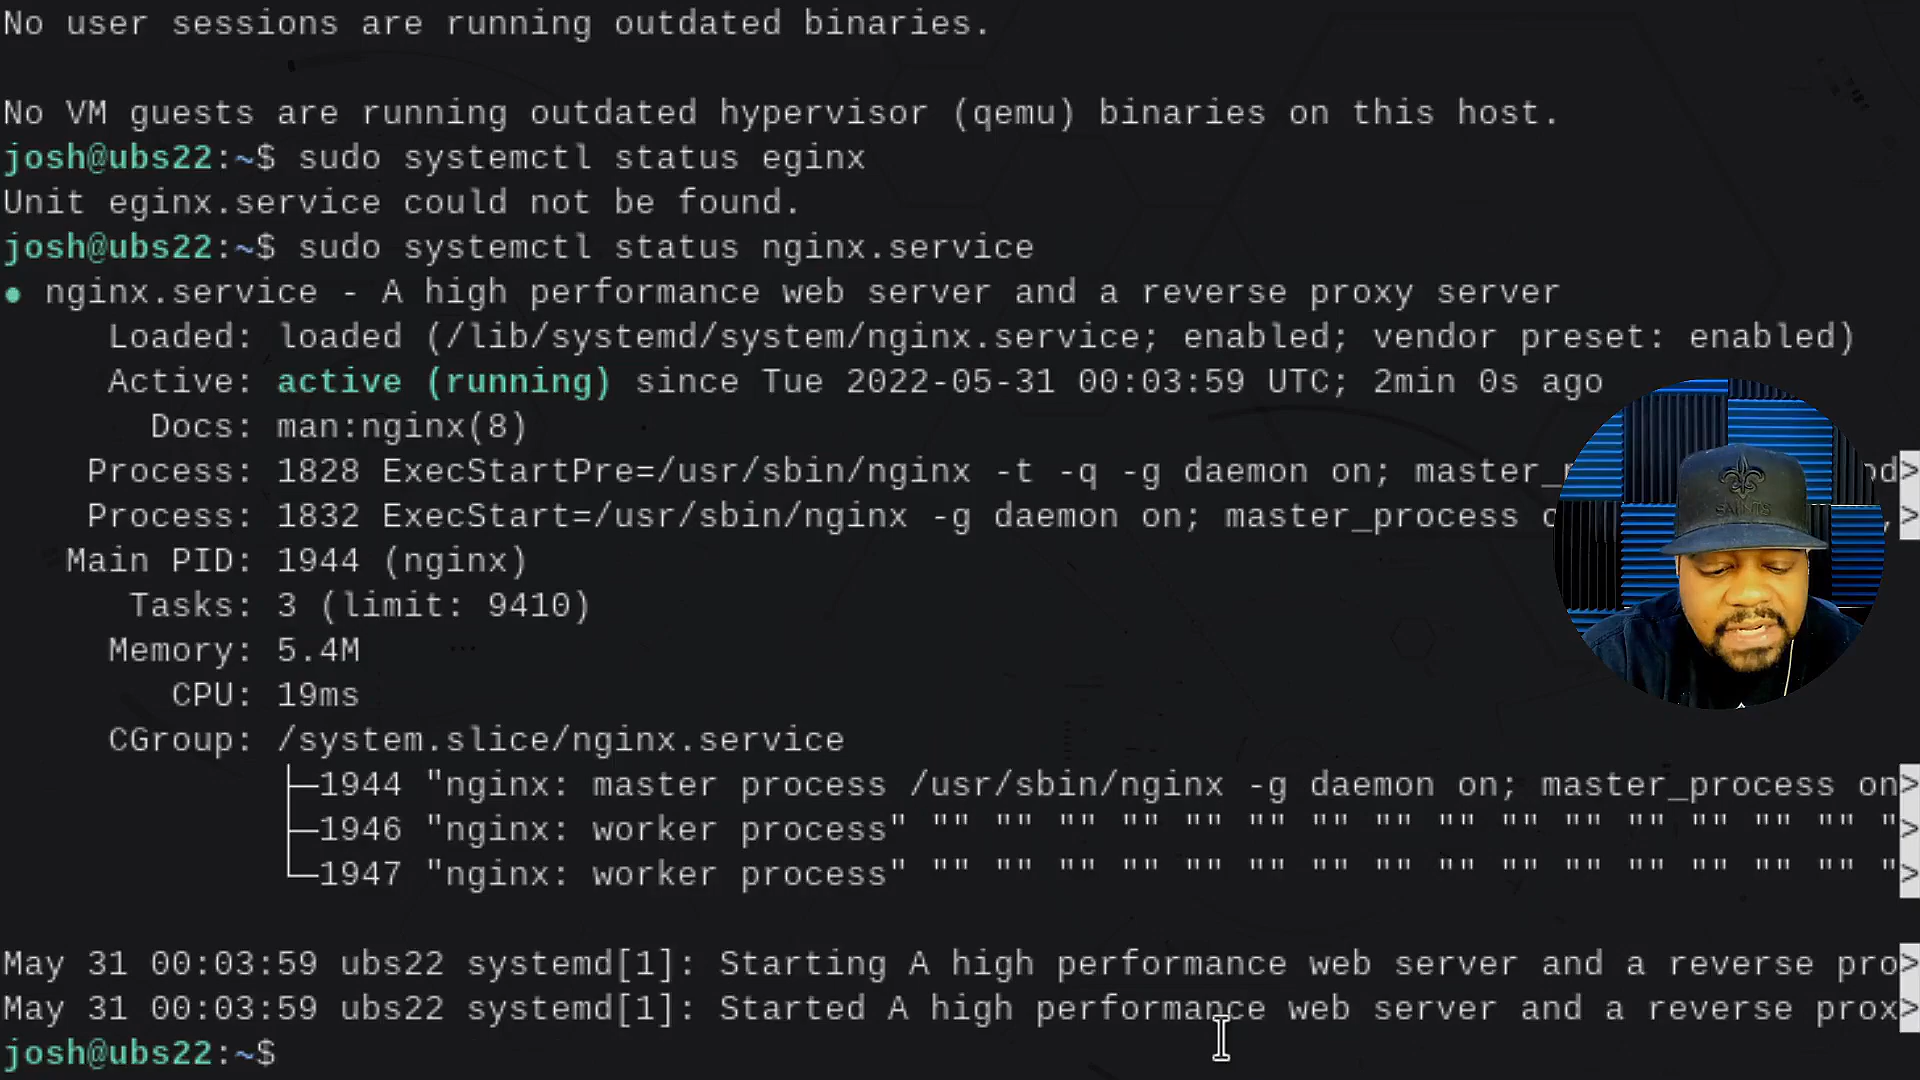 No user sessions are running outdated binaries.
No VM guests are running outdated hypervisor (qemu) binaries on this host.
josh@ubs22:~$ sudo systemctl status eginx
Unit eginx.service could not be found.
josh@ubs22:~$ sudo systemctl status nginx.service
● nginx.service - A high performance web server and a reverse proxy server
Loaded: loaded (/lib/systemd/system/nginx.service; enabled; vendor preset: enabled)
Active: active (running) since Tue 2022-05-31 00:03:59 UTC; 2min 0s ago
Docs: man:nginx(8)
Process: 1828 ExecStartPre=/usr/sbin/nginx -t -q -g daemon on; master_
Process: 1832 ExecStart=/usr/sbin/nginx -g daemon on; master_process
Main PID: 1944 (nginx)
Tasks: 3 (limit: 9410)
Memory: 5.4M
CPU: 19ms
CGroup: /system.slice/nginx.service
├─1944 "nginx: master process /usr/sbin/nginx -g daemon on; master_process on>
├─1946 "nginx: worker process" "" "" "" "" "" "" "" "" "" "" "" "" "" "" "" ">
└─1947 "nginx: worker process" "" "" "" "" "" "" "" "" "" "" "" "" "" "" "" ">
May 31 00:03:59 ubs22 systemd[1]: Starting A high performance web server and a reverse pro>
May 31 00:03:59 ubs22 systemd[1]: Started A high performance web server and a reverse prox>
josh@ubs22:~$
SAINTS